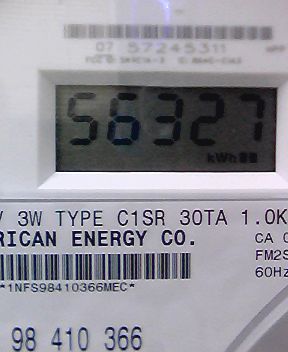 07 57245311
56327
kWh
V 3W TYPE C1SR 30TA 1.0K
RICAN ENERGY CO.
CA
FM2S
60Hz
*1NFS98410366MEC*
98 410 366